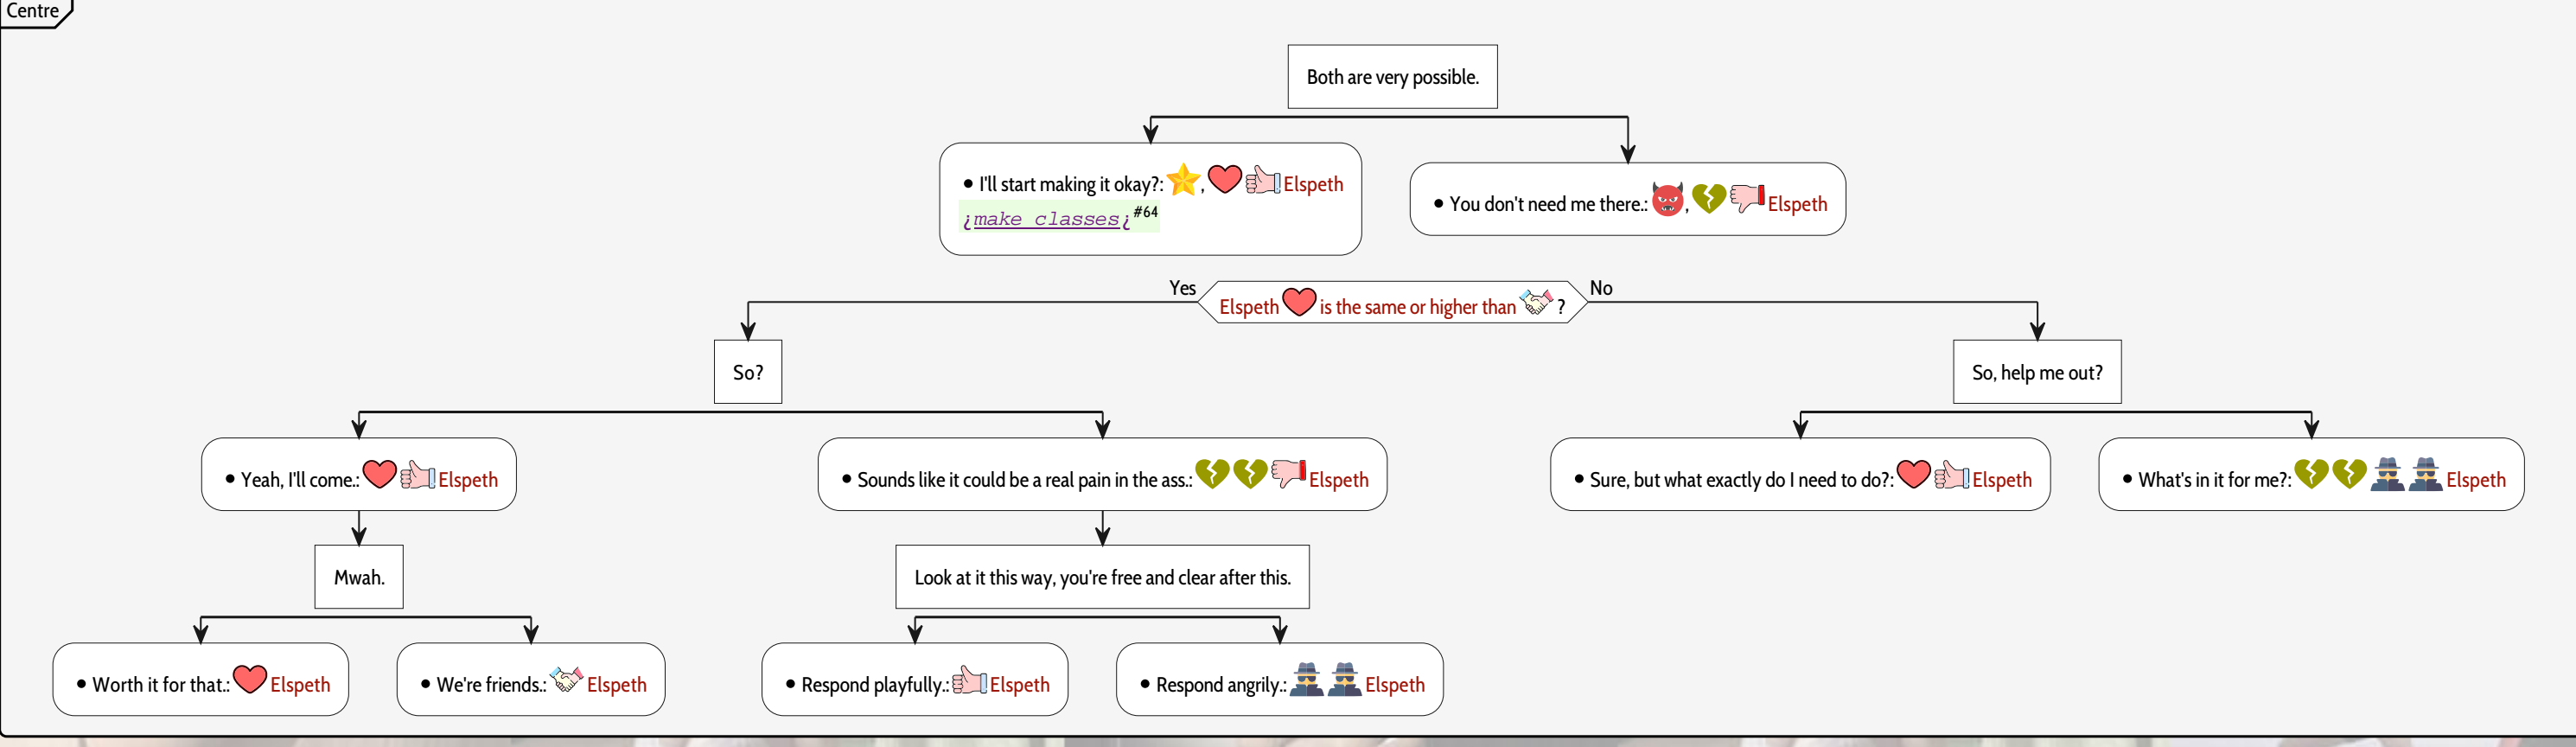 Centre
Both are very possible.
• I'll start making it okay?: , Elspeth
¿make classes¿#64
• You don't need me there.: , Elspeth
Yes
Elspeth is the same or higher than ?
No
So?
So, help me out?
• Yeah, I'll come.: Elspeth
• Sounds like it could be a real pain in the ass.: Elspeth
• Sure, but what exactly do I need to do?: Elspeth
• What's in it for me?: Elspeth
Mwah.
Look at it this way, you're free and clear after this.
• Worth it for that.: Elspeth
• We're friends.: Elspeth
• Respond playfully.: Elspeth
• Respond angrily.: Elspeth